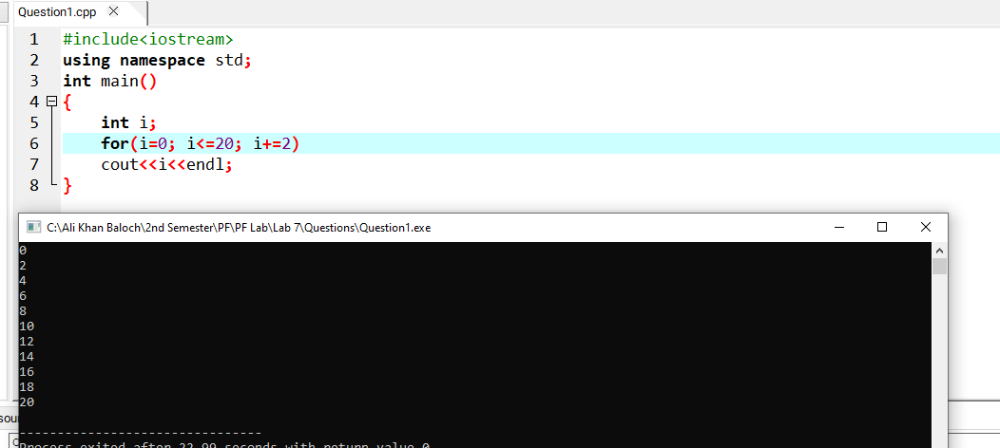 Question1.cpp
1 #include<iostream>
2 using namespace std;
3 int main()
4 {
5 int i;
6 for(i=0; i<=20; i+=2)
7 cout<<i<<endl;
8 }
C:\Ali Khan Baloch\2nd Semester\PF\PF Lab\Lab 7\Questions\Question1.exe
0
2
4
6
8
10
12
14
16
18
20
--------------------------------
Process exited after 22.99 seconds with return value 0